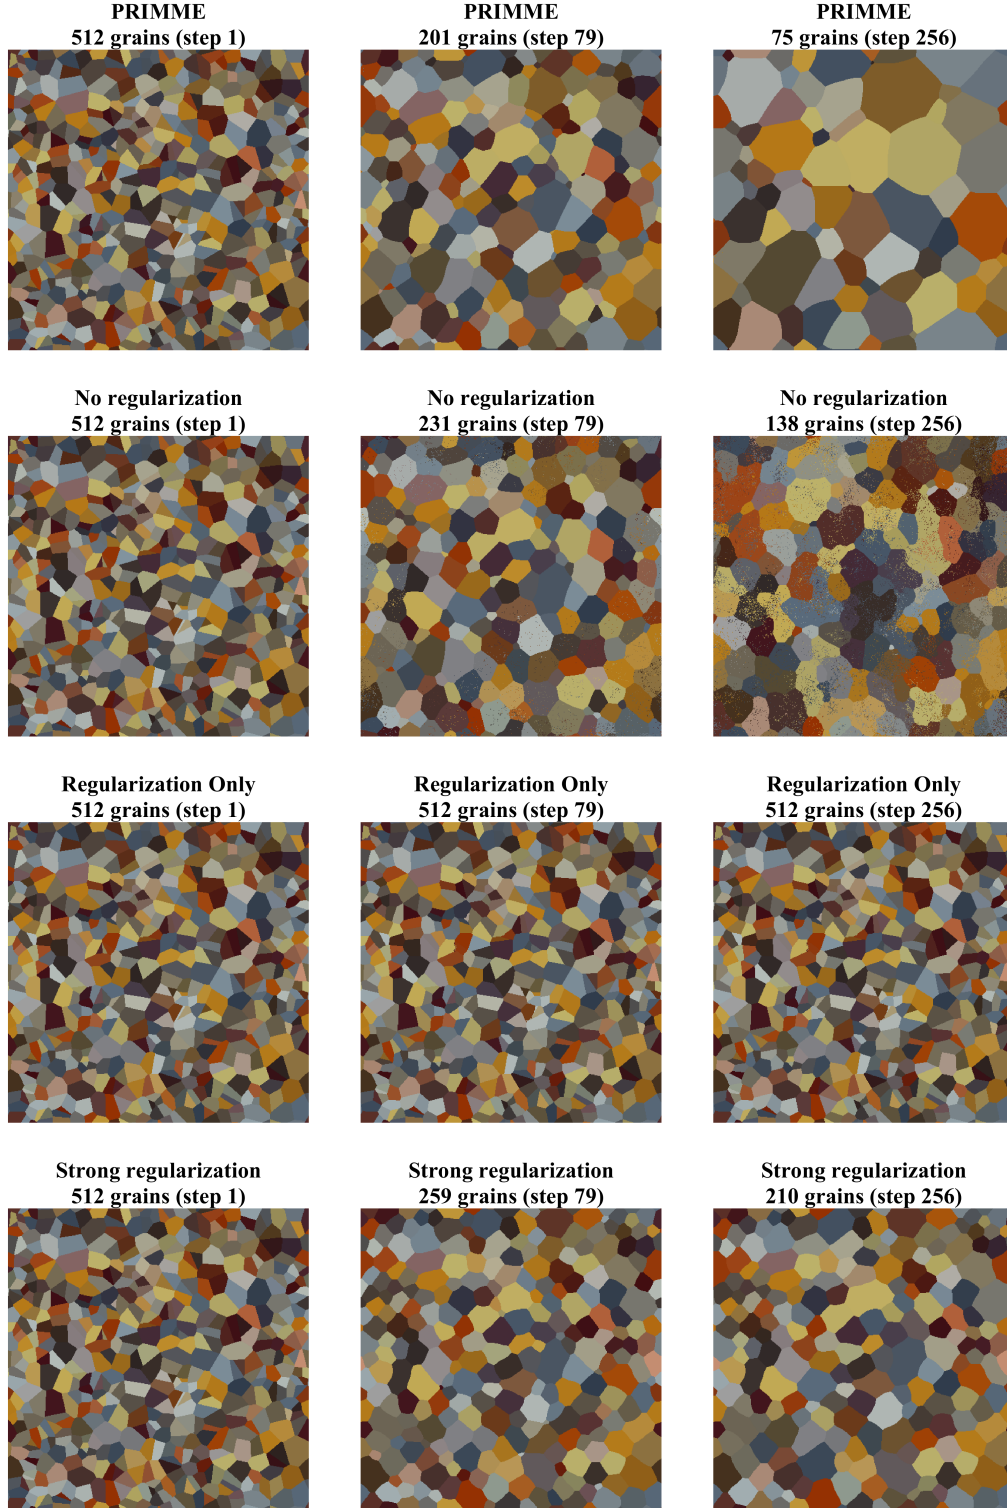 PRIMME
512 grains (step 1)
PRIMME
201 grains (step 79)
PRIMME
75 grains (step 256)
No regularization
512 grains (step 1)
No regularization
231 grains (step 79)
No regularization
138 grains (step 256)
Regularization Only
512 grains (step 1)
Regularization Only
512 grains (step 79)
Regularization Only
512 grains (step 256)
Strong regularization
512 grains (step 1)
Strong regularization
259 grains (step 79)
Strong regularization
210 grains (step 256)